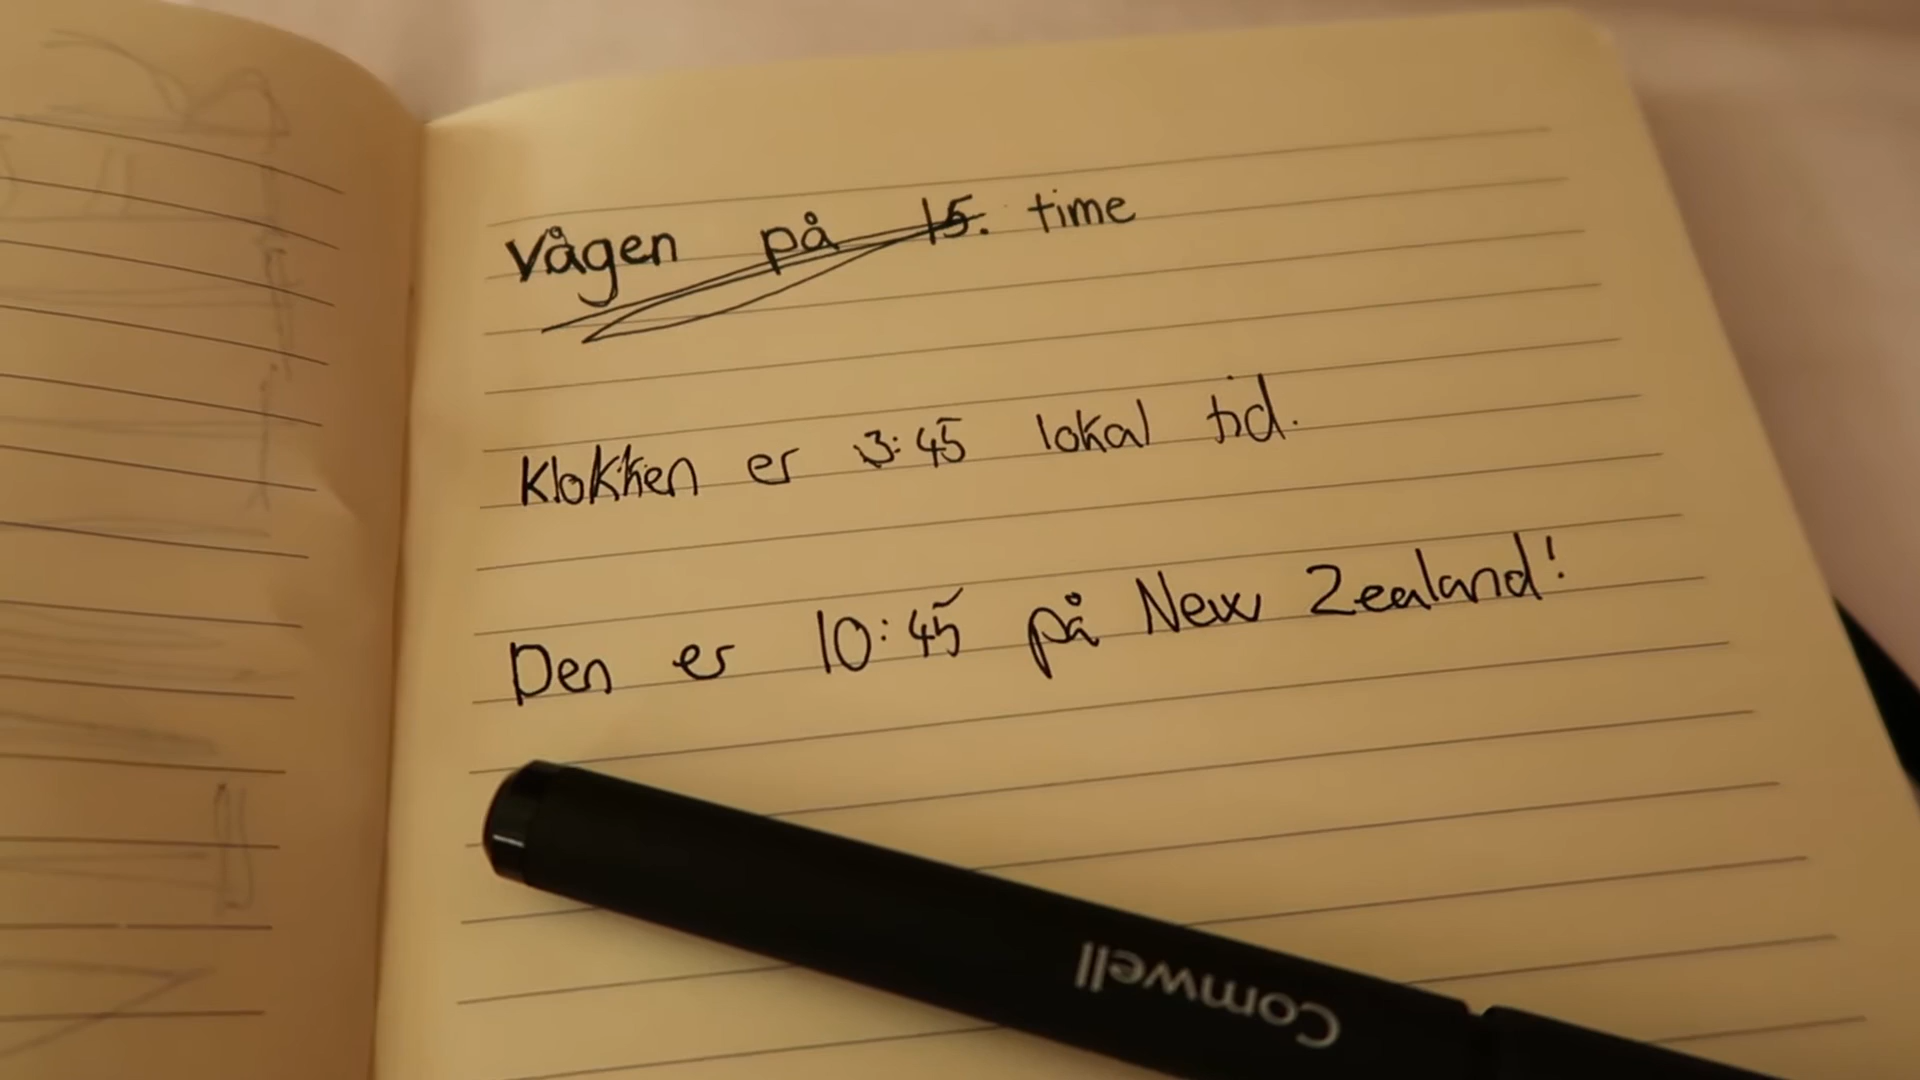 Vågen på 15. time
Klokken er 3:45 lokal tid.
Den er 10:45 på New Zealand!
Comwell